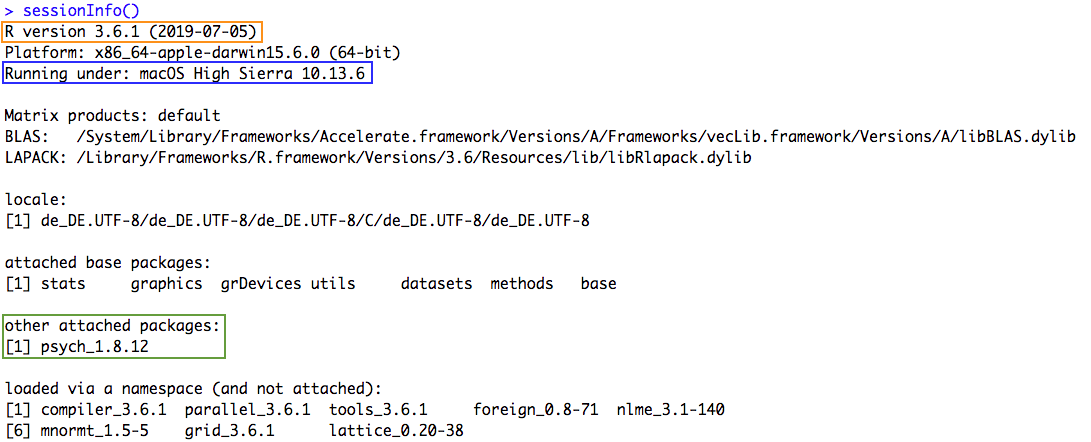 > sessionInfo()
R version 3.6.1 (2019-07-05)
Platform: x86_64-apple-darwin15.6.0 (64-bit)
Running under: macOS High Sierra 10.13.6
Matrix products: default
BLAS:   /System/Library/Frameworks/Accelerate.framework/Versions/A/Frameworks/vecLib.framework/Versions/A/libBLAS.dylib
LAPACK: /Library/Frameworks/R.framework/Versions/3.6/Resources/lib/libRlapack.dylib
locale:
[1] de_DE.UTF-8/de_DE.UTF-8/de_DE.UTF-8/C/de_DE.UTF-8/de_DE.UTF-8
attached base packages:
[1] stats     graphics  grDevices utils     datasets  methods   base
other attached packages:
[1] psych_1.8.12
loaded via a namespace (and not attached):
[1] compiler_3.6.1  parallel_3.6.1  tools_3.6.1     foreign_0.8-71  nlme_3.1-140
[6] mnormt_1.5-5    grid_3.6.1      lattice_0.20-38